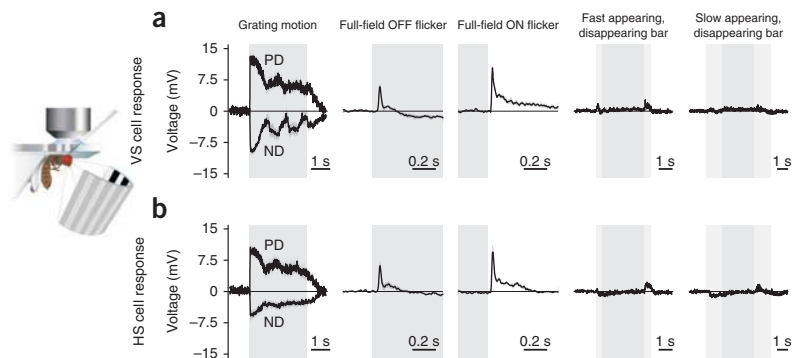 a
Grating motion
Full-field OFF flicker
Full-field ON flicker
Fast appearing,
disappearing bar
Slow appearing,
disappearing bar
VS cell response
Voltage (mV)
15
7.5
0
−7.5
−15
PD
ND
1 s
0.2 s
0.2 s
1 s
1 s
b
HS cell response
Voltage (mV)
15
7.5
0
−7.5
−15
PD
ND
1 s
0.2 s
0.2 s
1 s
1 s